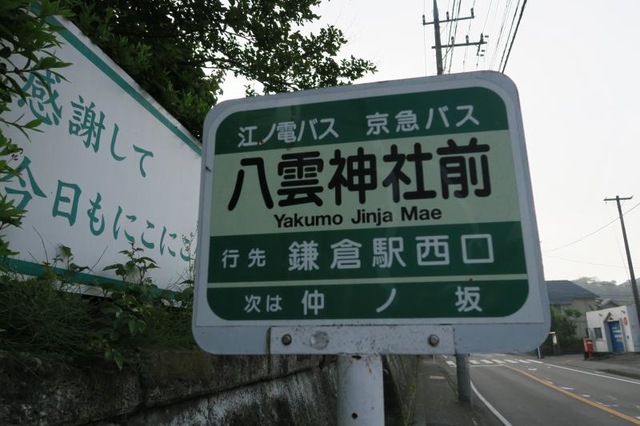 感謝して
今日もにこにこ
江ノ電バス 京急バス
八雲神社前
Yakumo Jinja Mae
行先 鎌倉駅西口
次は 仲ノ坂